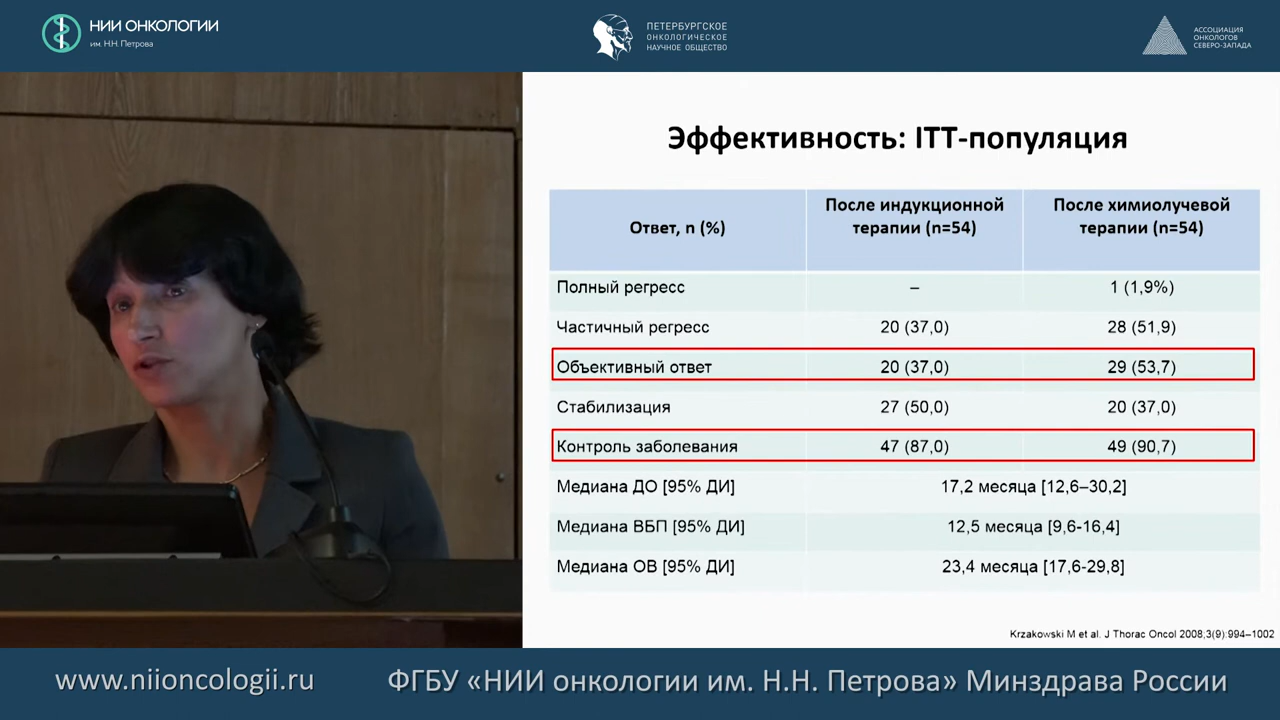 НИИ ОНКОЛОГИИ
им. Н.Н. Петрова
ПЕТЕРБУРГСКОЕ
ОНКОЛОГИЧЕСКОЕ
НАУЧНОЕ ОБЩЕСТВО
АССОЦИАЦИЯ
ОНКОЛОГОВ
СЕВЕРО-ЗАПАДА
Эффективность: ITT-популяция
Ответ, n (%)
После индукционной
терапии (n=54)
После химиолучевой
терапии (n=54)
Полный регресс – 1 (1,9%)
Частичный регресс 20 (37,0) 28 (51,9)
Объективный ответ 20 (37,0) 29 (53,7)
Стабилизация 27 (50,0) 20 (37,0)
Контроль заболевания 47 (87,0) 49 (90,7)
Медиана ДО [95% ДИ] 17,2 месяца [12,6–30,2]
Медиана ВБП [95% ДИ] 12,5 месяца [9,6-16,4]
Медиана ОВ [95% ДИ] 23,4 месяца [17,6-29,8]
Krzakowski M et al. J Thorac Oncol 2008;3(9):994–1002
www.niioncologii.ru
ФГБУ «НИИ онкологии им. Н.Н. Петрова» Минздрава России